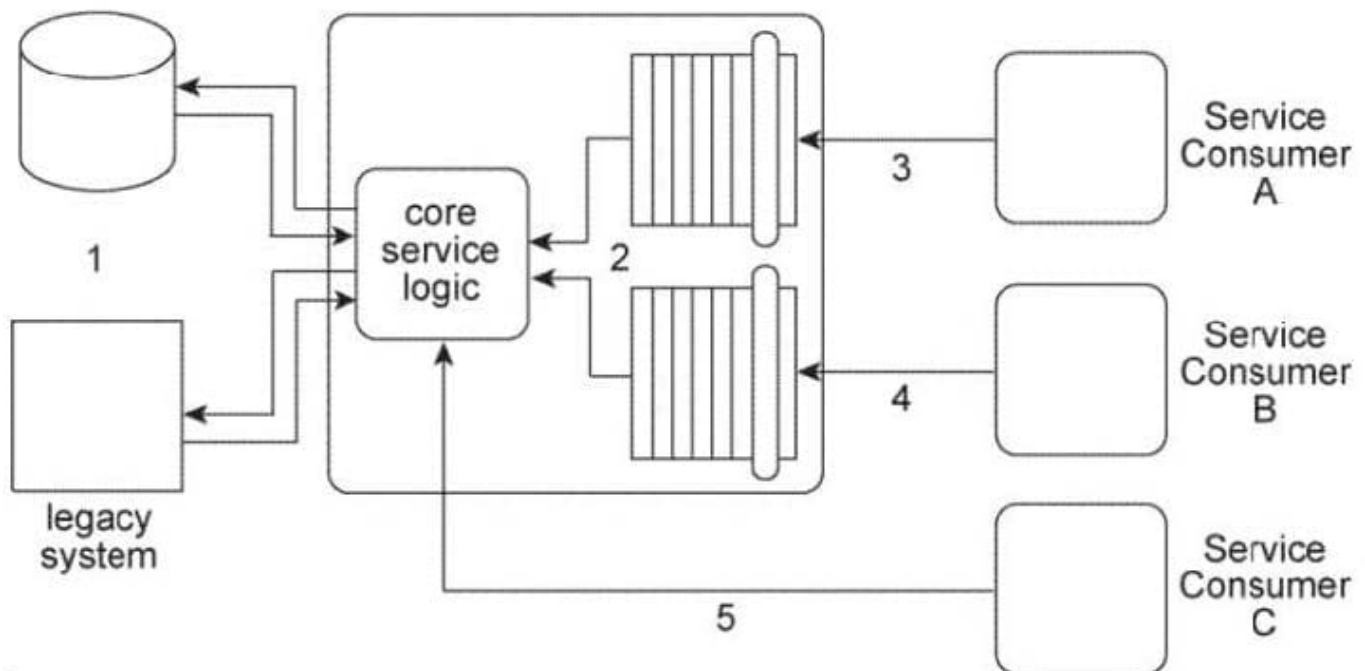 1
legacy
system
core
service
logic
2
3
4
5
Service
Consumer
A
Service
Consumer
B
Service
Consumer
C